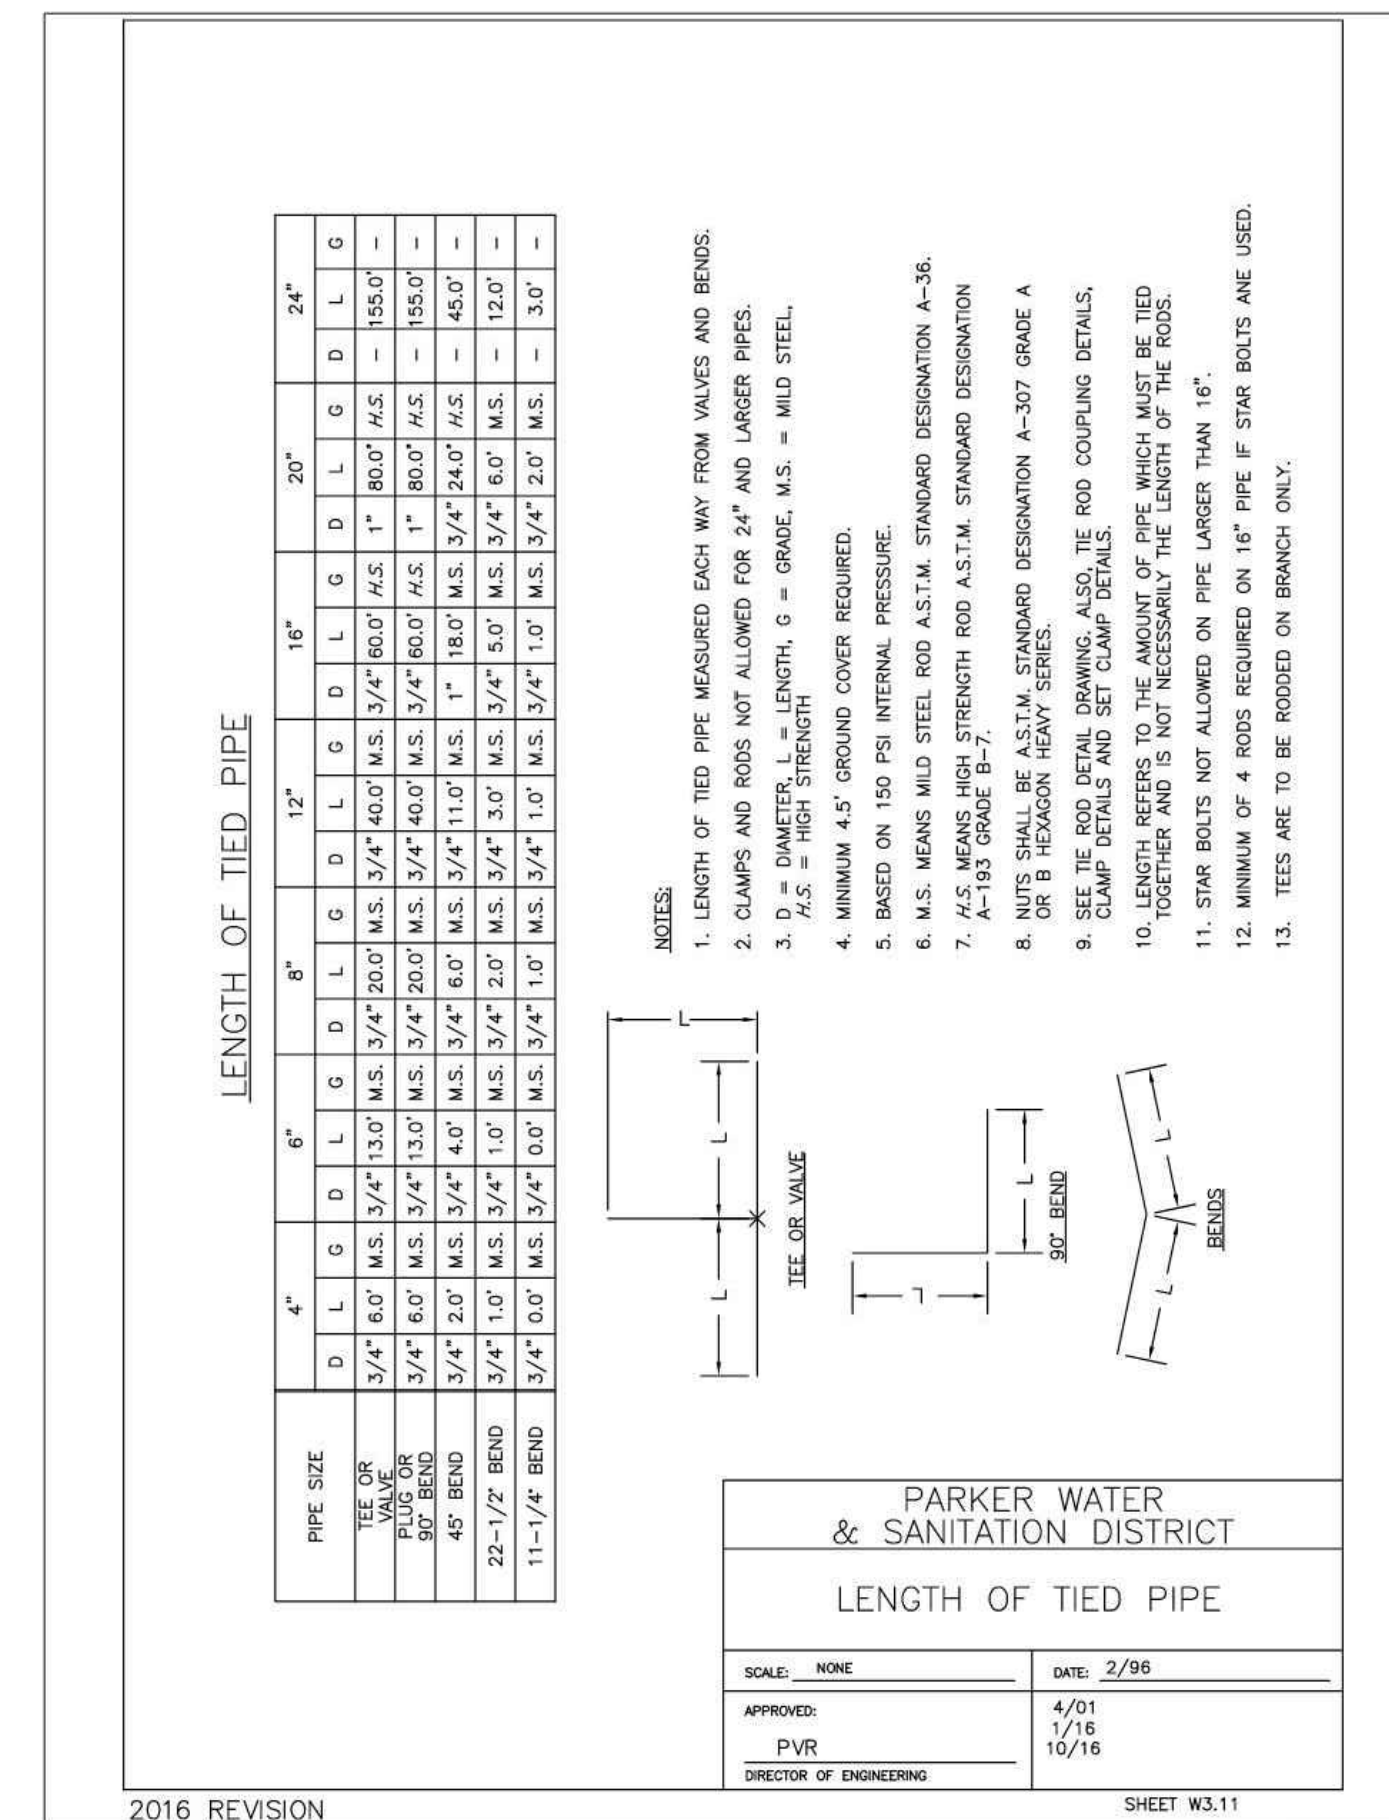 LENGTH OF TIED PIPE
PIPE SIZE 4" 6" 8" 12" 16" 20" 24"
D L G D L G D L G D L G D L G D L G D L G
TEE OR VALVE 3/4" 6.0' M.S. 3/4" 13.0' M.S. 3/4" 20.0' M.S. 3/4" 40.0' M.S. 3/4" 60.0' H.S. 1" 80.0' H.S. – 155.0' –
PLUG OR 90° BEND 3/4" 6.0' M.S. 3/4" 13.0' M.S. 3/4" 20.0' M.S. 3/4" 40.0' M.S. 3/4" 60.0' H.S. 1" 80.0' H.S. – 155.0' –
45° BEND 3/4" 2.0' M.S. 3/4" 4.0' M.S. 3/4" 6.0' M.S. 3/4" 11.0' M.S. 1" 18.0' M.S. 3/4" 24.0' H.S. – 45.0' –
22-1/2° BEND 3/4" 1.0' M.S. 3/4" 1.0' M.S. 3/4" 2.0' M.S. 3/4" 3.0' M.S. 3/4" 5.0' M.S. 3/4" 6.0' M.S. – 12.0' –
11-1/4° BEND 3/4" 0.0' M.S. 3/4" 0.0' M.S. 3/4" 1.0' M.S. 3/4" 1.0' M.S. 3/4" 1.0' M.S. 3/4" 2.0' M.S. – 3.0' –
L
L
L
TEE OR VALVE
L
L
90° BEND
L
L
BENDS
NOTES:
1. LENGTH OF TIED PIPE MEASURED EACH WAY FROM VALVES AND BENDS.
2. CLAMPS AND RODS NOT ALLOWED FOR 24" AND LARGER PIPES.
3. D = DIAMETER, L = LENGTH, G = GRADE, M.S. = MILD STEEL,
H.S. = HIGH STRENGTH
4. MINIMUM 4.5' GROUND COVER REQUIRED.
5. BASED ON 150 PSI INTERNAL PRESSURE.
6. M.S. MEANS MILD STEEL ROD A.S.T.M. STANDARD DESIGNATION A-36.
7. H.S. MEANS HIGH STRENGTH ROD A.S.T.M. STANDARD DESIGNATION
A-193 GRADE B-7.
8. NUTS SHALL BE A.S.T.M. STANDARD DESIGNATION A-307 GRADE A
OR B HEXAGON HEAVY SERIES.
9. SEE TIE ROD DETAIL DRAWING. ALSO, TIE ROD COUPLING DETAILS,
CLAMP DETAILS AND SET CLAMP DETAILS.
10. LENGTH REFERS TO THE AMOUNT OF PIPE WHICH MUST BE TIED
TOGETHER AND IS NOT NECESSARILY THE LENGTH OF THE RODS.
11. STAR BOLTS NOT ALLOWED ON PIPE LARGER THAN 16".
12. MINIMUM OF 4 RODS REQUIRED ON 16" PIPE IF STAR BOLTS ANE USED.
13. TEES ARE TO BE RODDED ON BRANCH ONLY.
PARKER WATER
& SANITATION DISTRICT
LENGTH OF TIED PIPE
SCALE: NONE
DATE: 2/96
APPROVED:
PVR
DIRECTOR OF ENGINEERING
4/01
1/16
10/16
2016 REVISION
SHEET W3.11